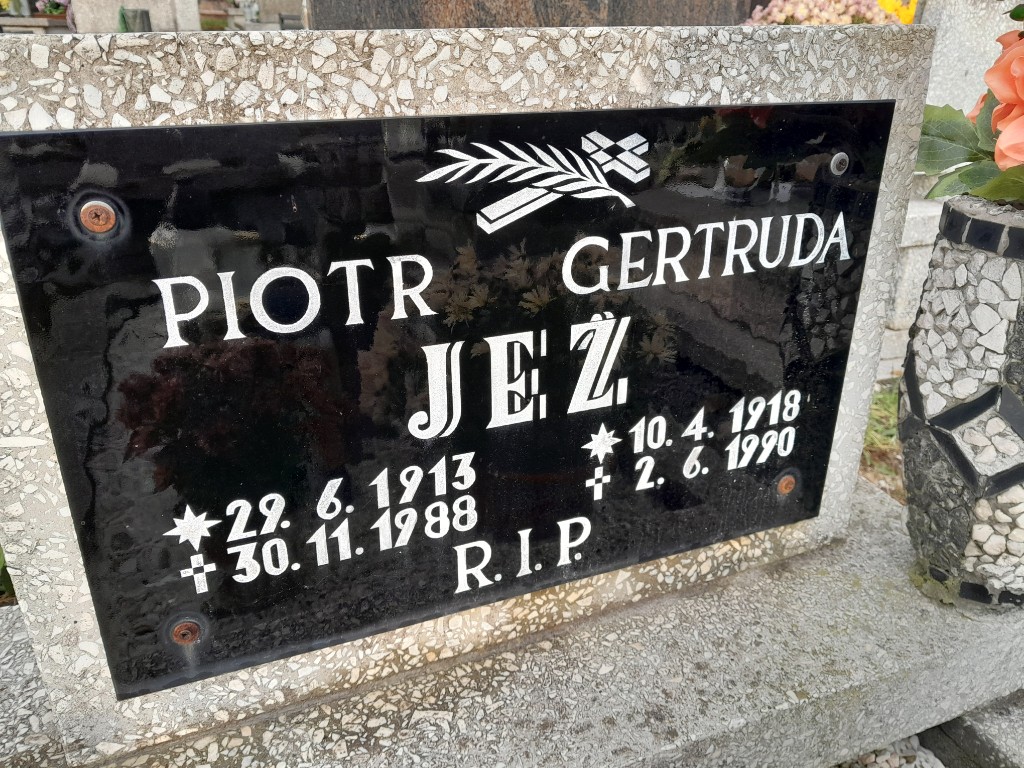 PIOTR GERTRUDA
JEŻ
29. 6. 1913 10. 4. 1918
30. 11. 1988 2. 6. 1990
R. I. P.